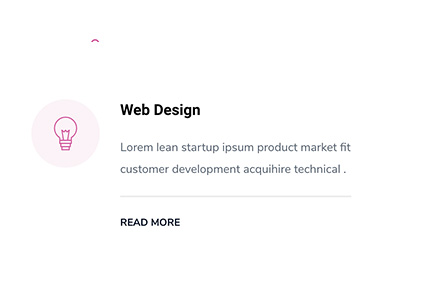 Web Design
Lorem lean startup ipsum product market fit
customer development acquihire technical .
READ MORE